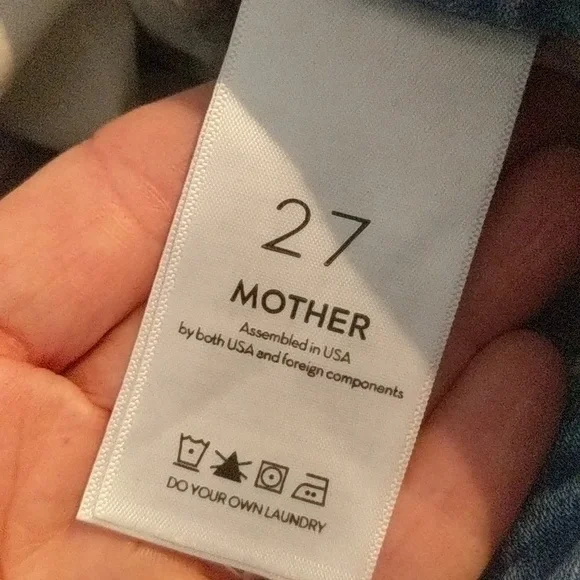 27
MOTHER
Assembled in USA
by both USA and foreign components
DO YOUR OWN LAUNDRY